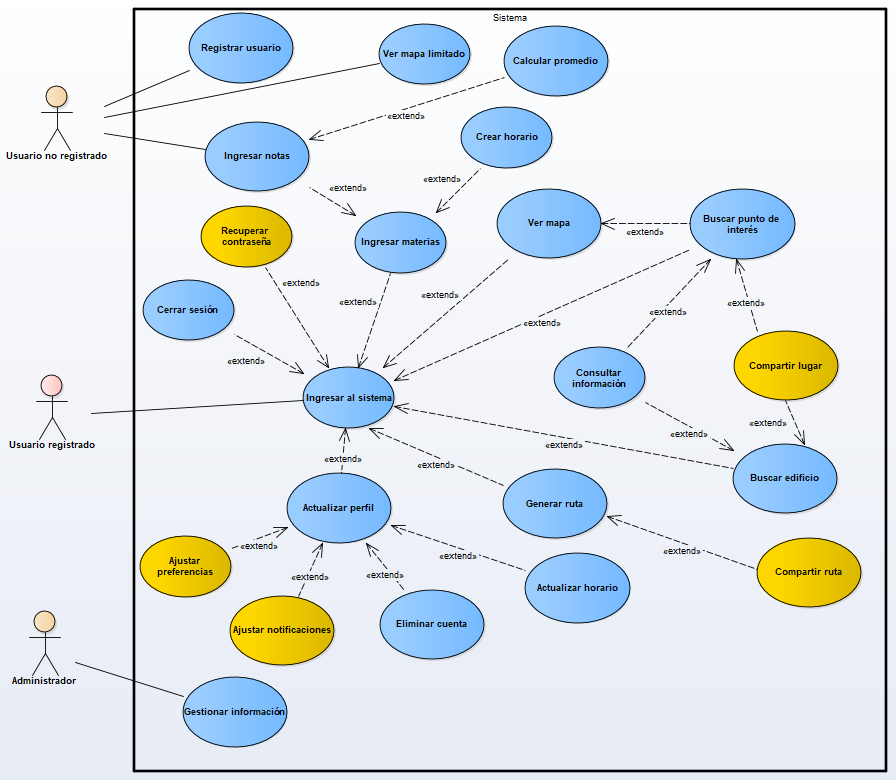 Sistema
Registrar usuario
Ver mapa limitado
Calcular promedio
«extend»
Usuario no registrado
Ingresar notas
Crear horario
«extend»
«extend»
Recuperar
contraseña
Ingresar materias
Ver mapa
«extend»
Buscar punto de
interés
«extend»
«extend»
«extend»
«extend»
Cerrar sesión
«extend»
«extend»
«extend»
«extend»
Consultar
información
Compartir lugar
Ingresar al sistema
Usuario registrado
«extend»
«extend»
«extend»
«extend»
«extend»
Buscar edificio
Actualizar perfil
Generar ruta
«extend»
«extend»
«extend»
Ajustar
preferencias
«extend»
«extend»
Actualizar horario
Compartir ruta
Ajustar notificaciones
Eliminar cuenta
Administrador
Gestionar información